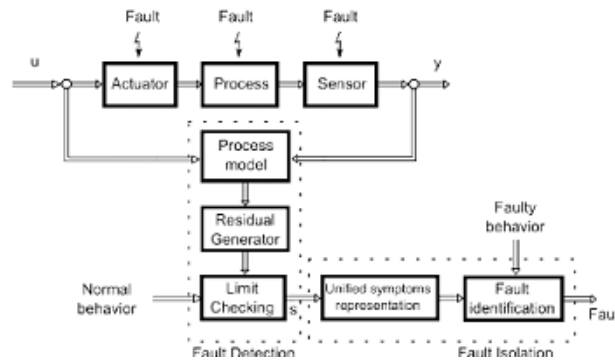 Fault Fault Fault
u y
Actuator Process Sensor
Process
model
Residual
Generator
Faulty
behavior
Normal
behavior
Limit
Checking
s
Unified symptoms
representation
Fault
identification
Fau
Fault Detection Fault Isolation